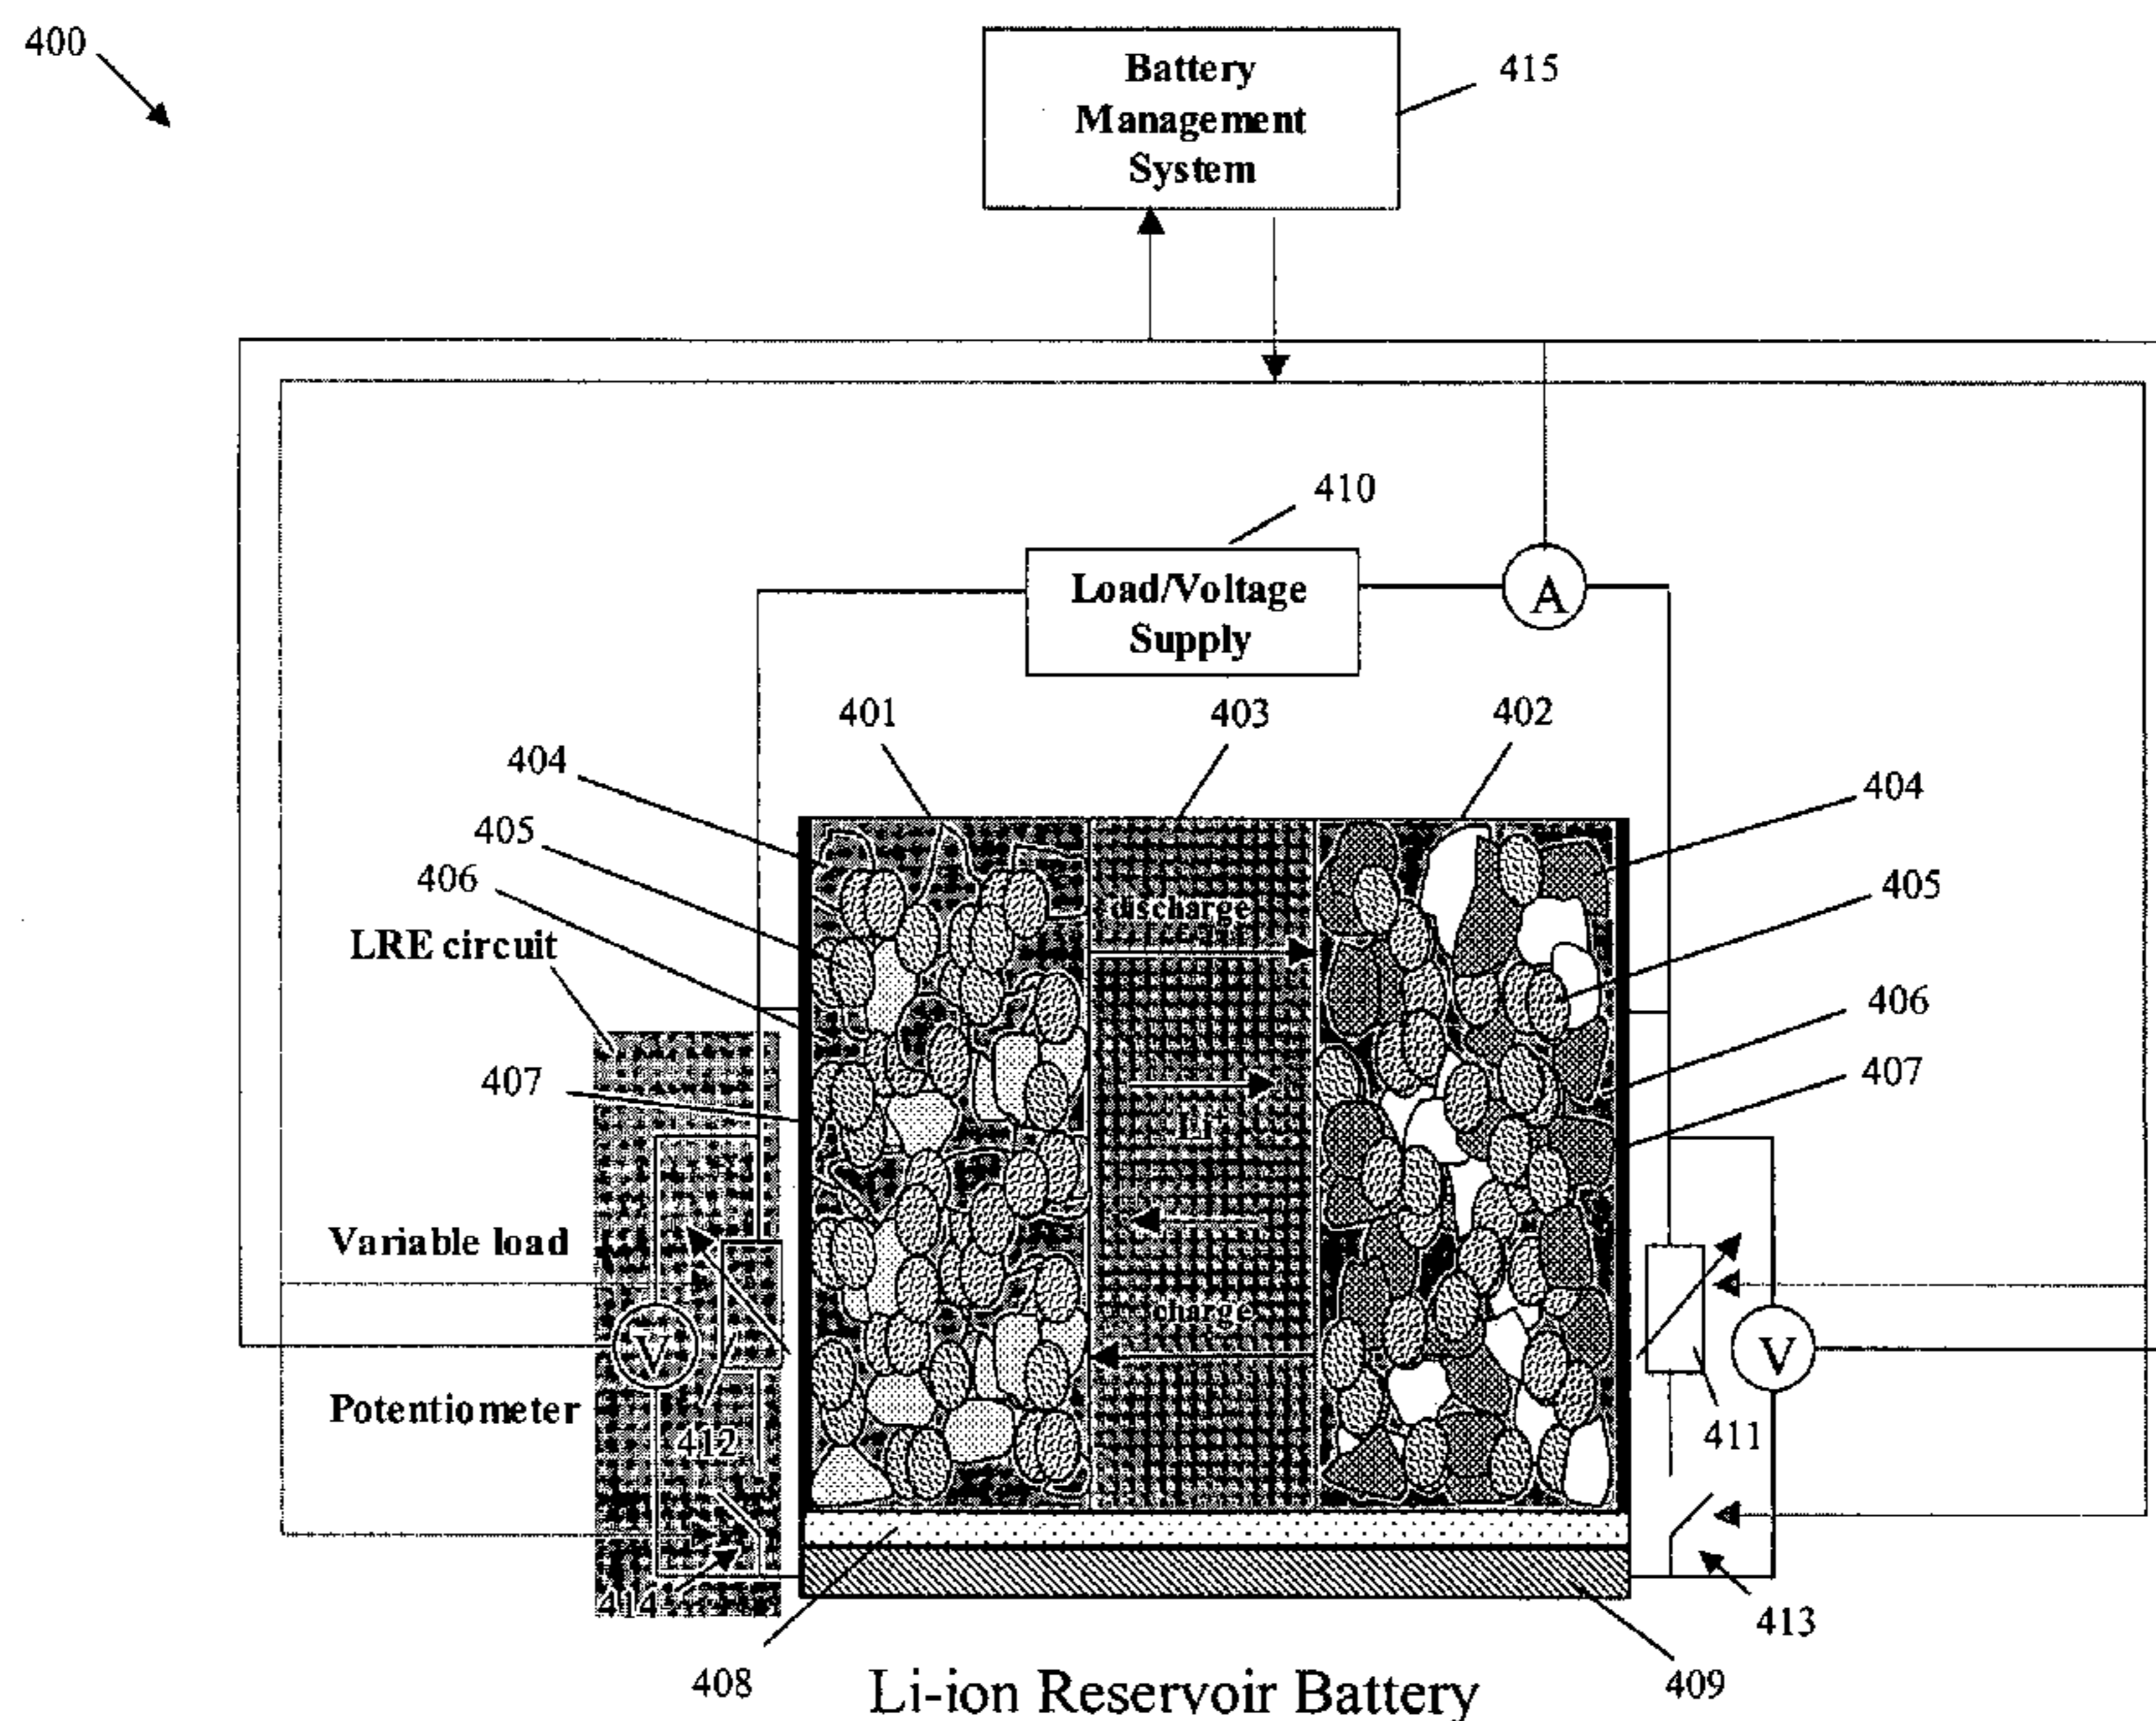 400
Battery
Management
System
415
410
Load/Voltage
Supply
A
401
403
402
404
404
405
405
406
406
LRE circuit
407
407
discharge
Li+
charge
Variable load
V
V
Potentiometer
412
411
414
413
408
409
Li-ion Reservoir Battery